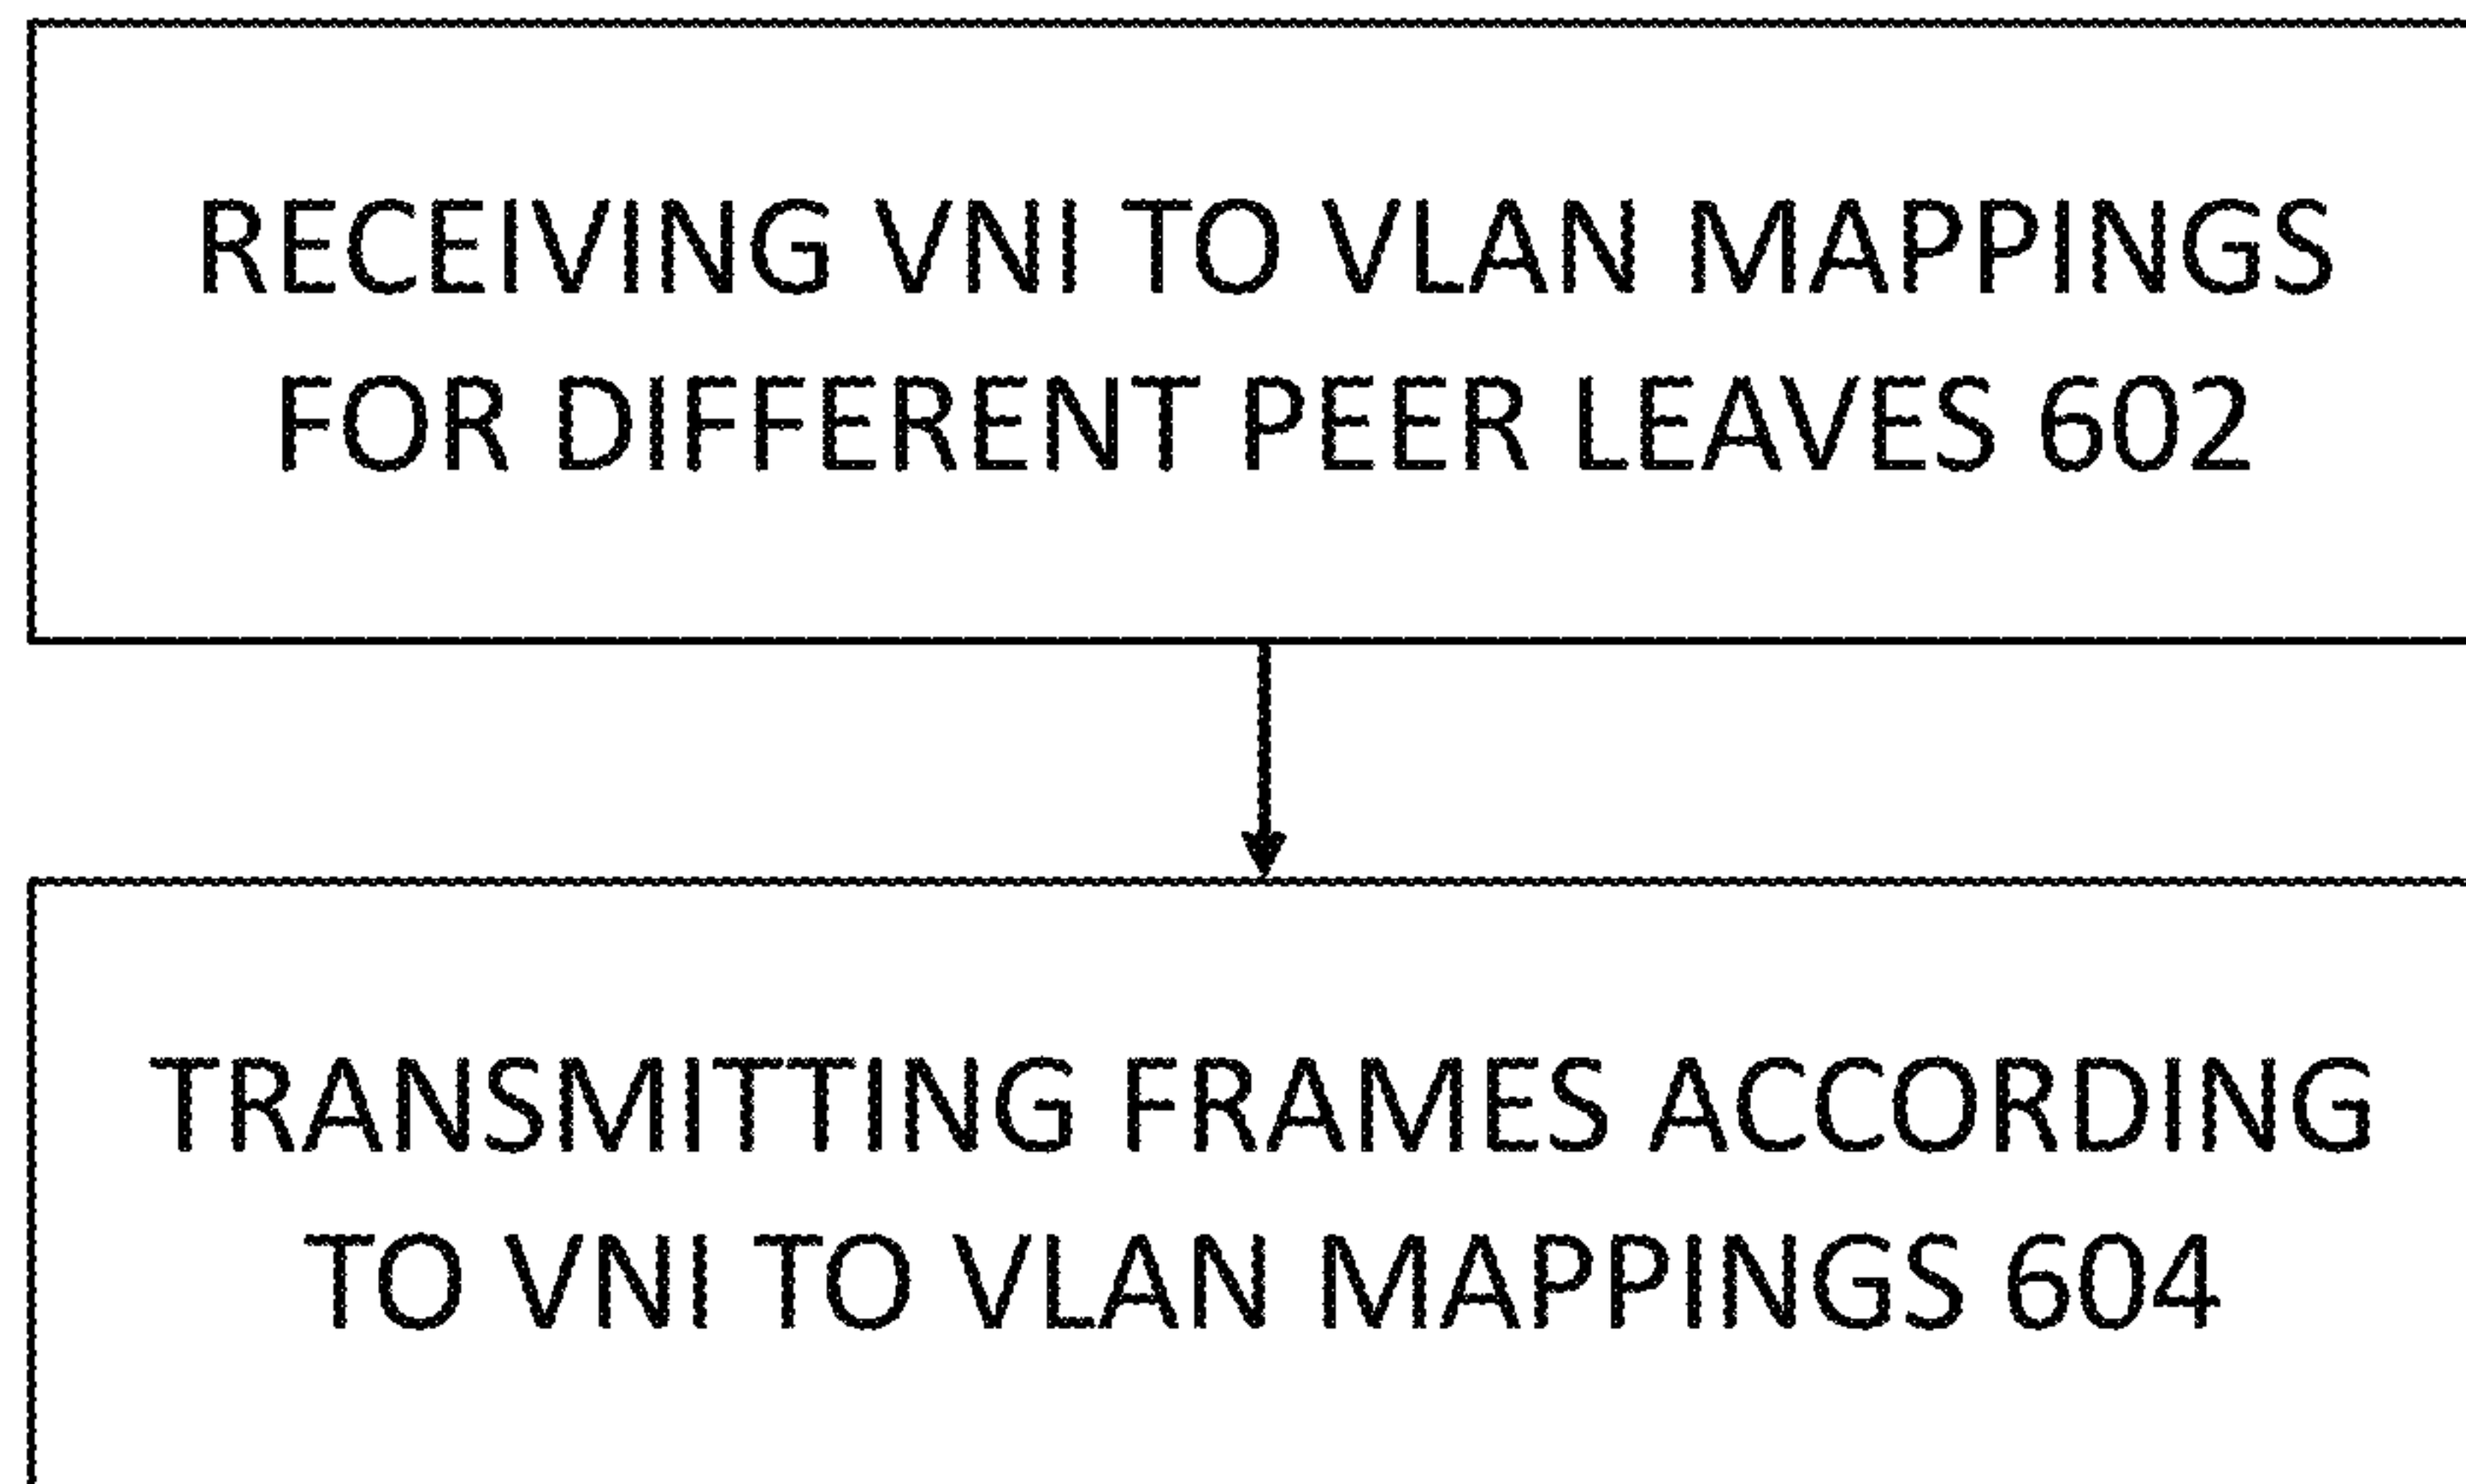 RECEIVING VNI TO VLAN MAPPINGS
FOR DIFFERENT PEER LEAVES 602
TRANSMITTING FRAMES ACCORDING
TO VNI TO VLAN MAPPINGS 604